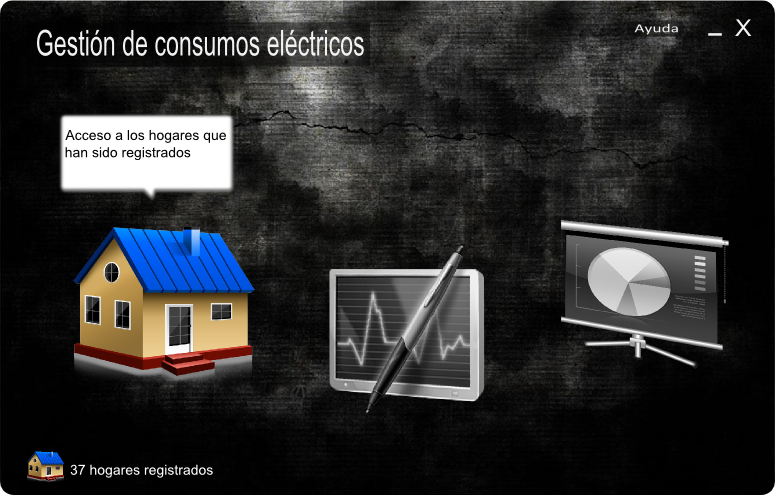 Gestión de consumos eléctricos
Ayuda
Acceso a los hogares que
han sido registrados
37 hogares registrados